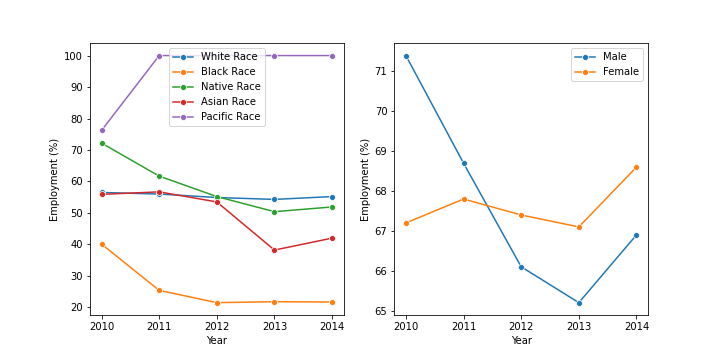 100
90
80
70
60
50
40
30
20
Employment (%)
2010
2011
2012
2013
2014
Year
White Race
Black Race
Native Race
Asian Race
Pacific Race
71
70
69
68
67
66
65
Employment (%)
2010
2011
2012
2013
2014
Year
Male
Female